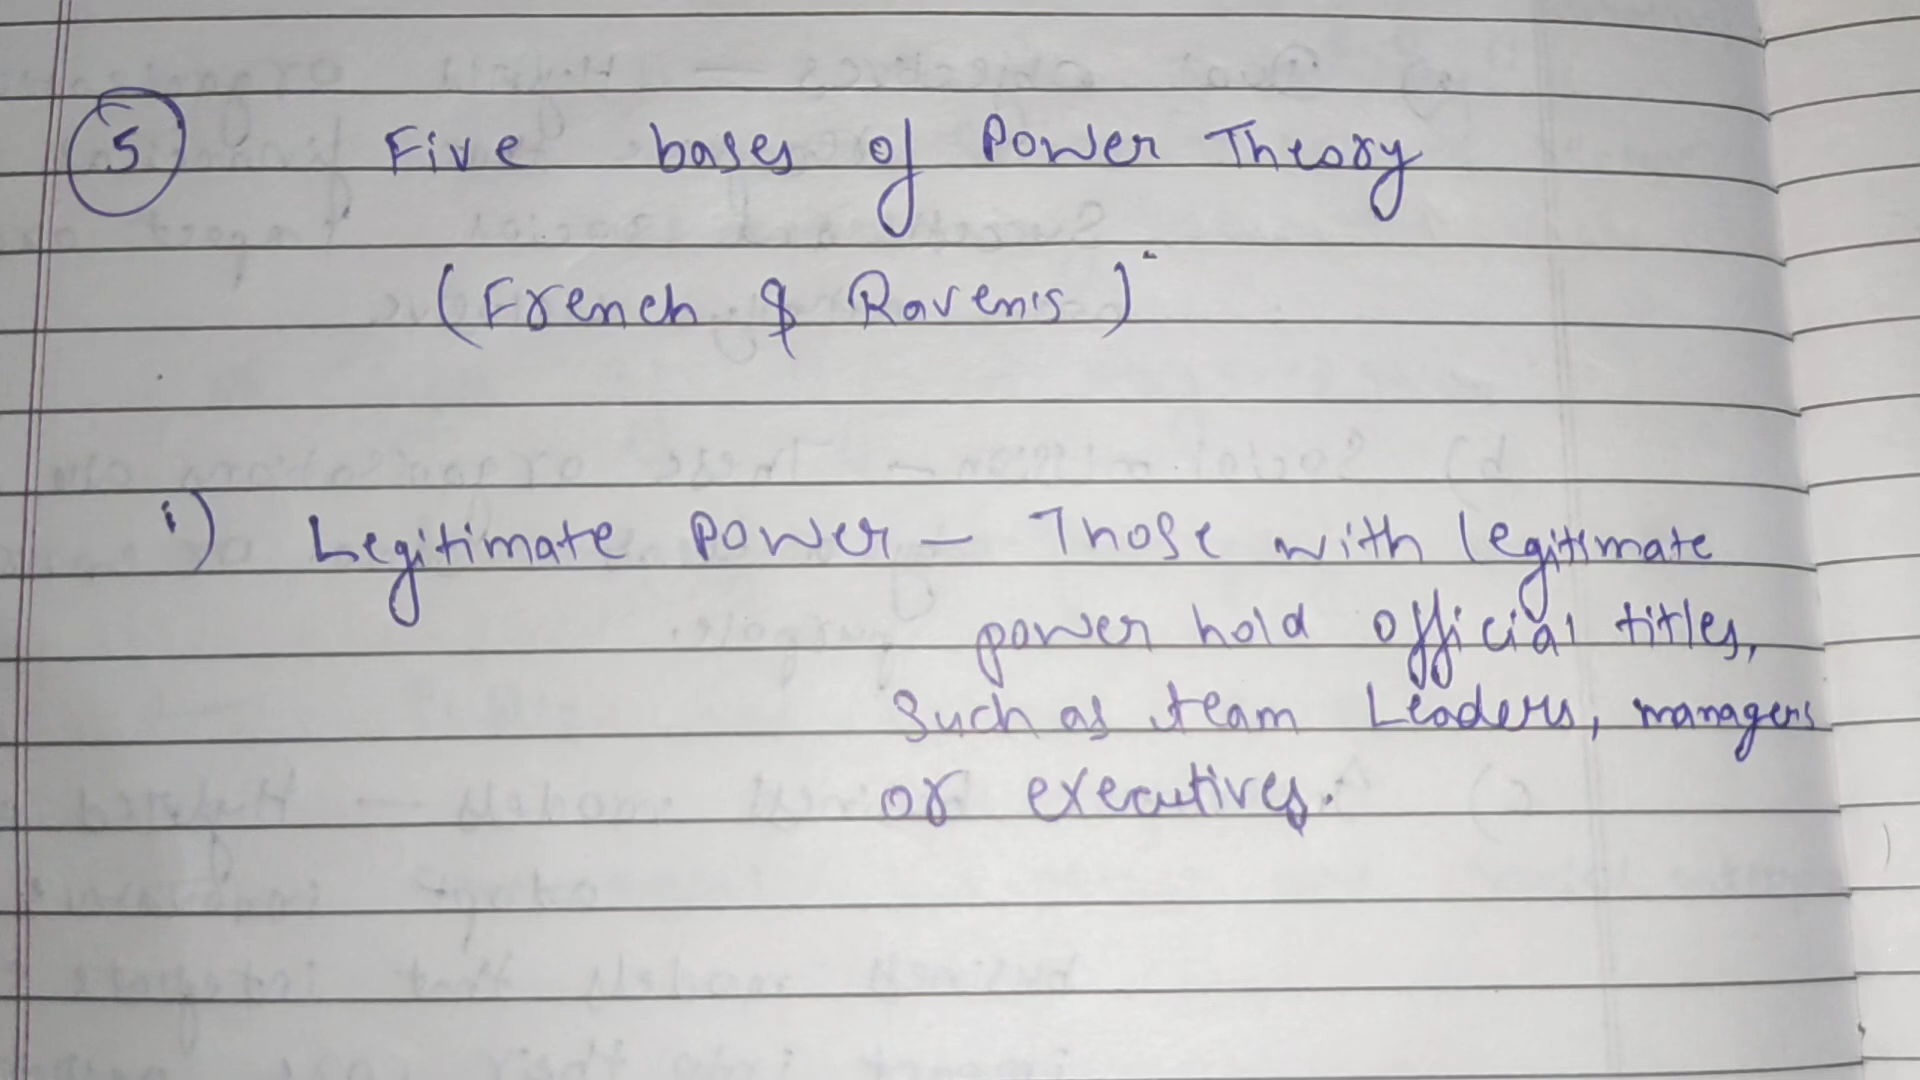 5 Five bases of Power Theory
(French & Raven's)
i) Legitimate Power - Those with legitimate
power hold official titles,
Such as team Leaders, managers
or executives.